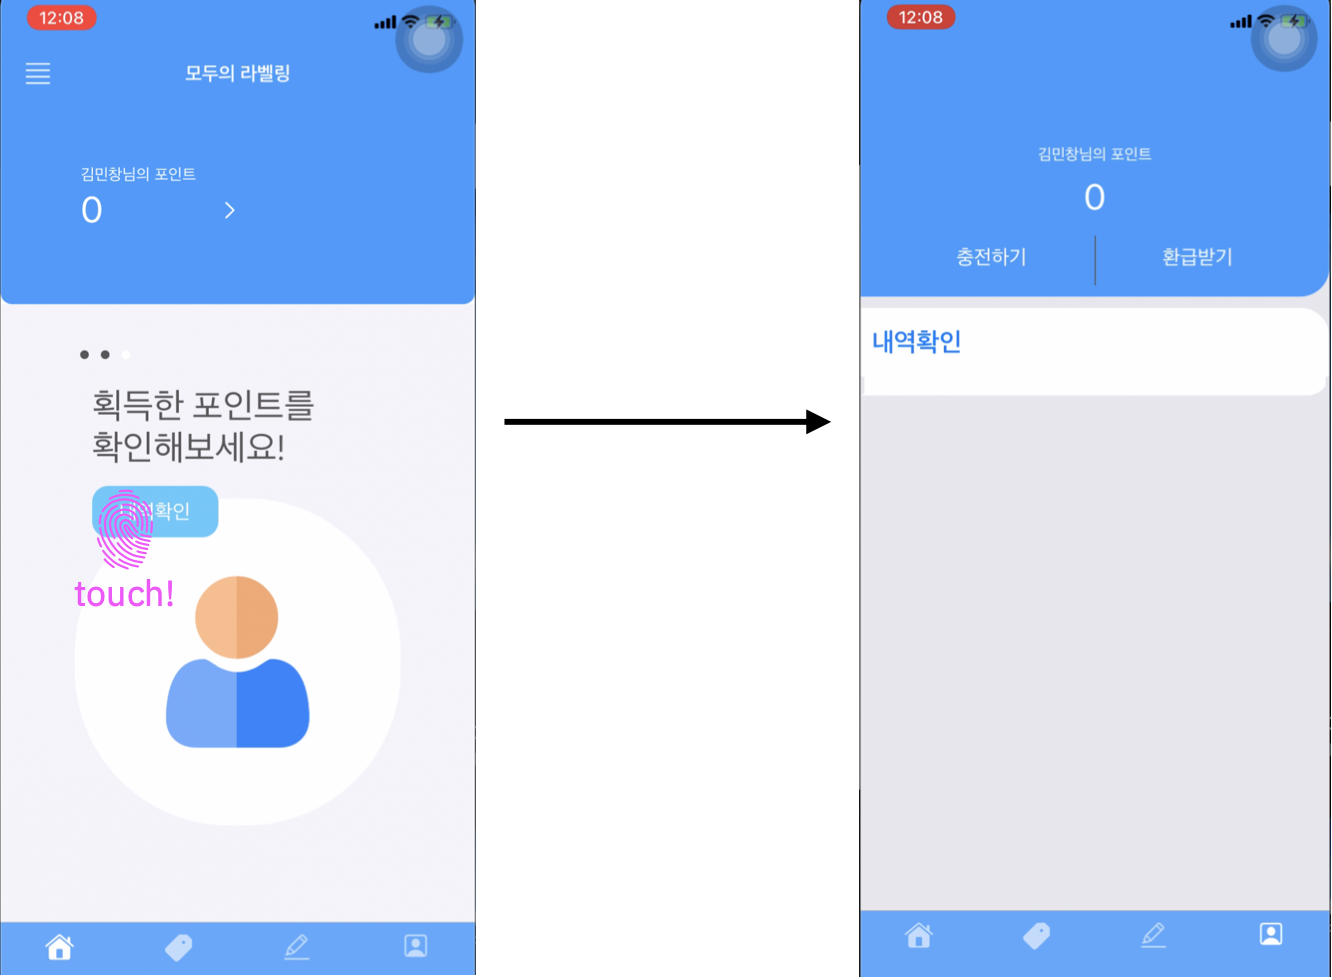 12:08
모두의 라벨링
김민창님의 포인트
0
획득한 포인트를
확인해보세요!
내역확인
touch!
12:08
김민창님의 포인트
0
충전하기
환급받기
내역확인